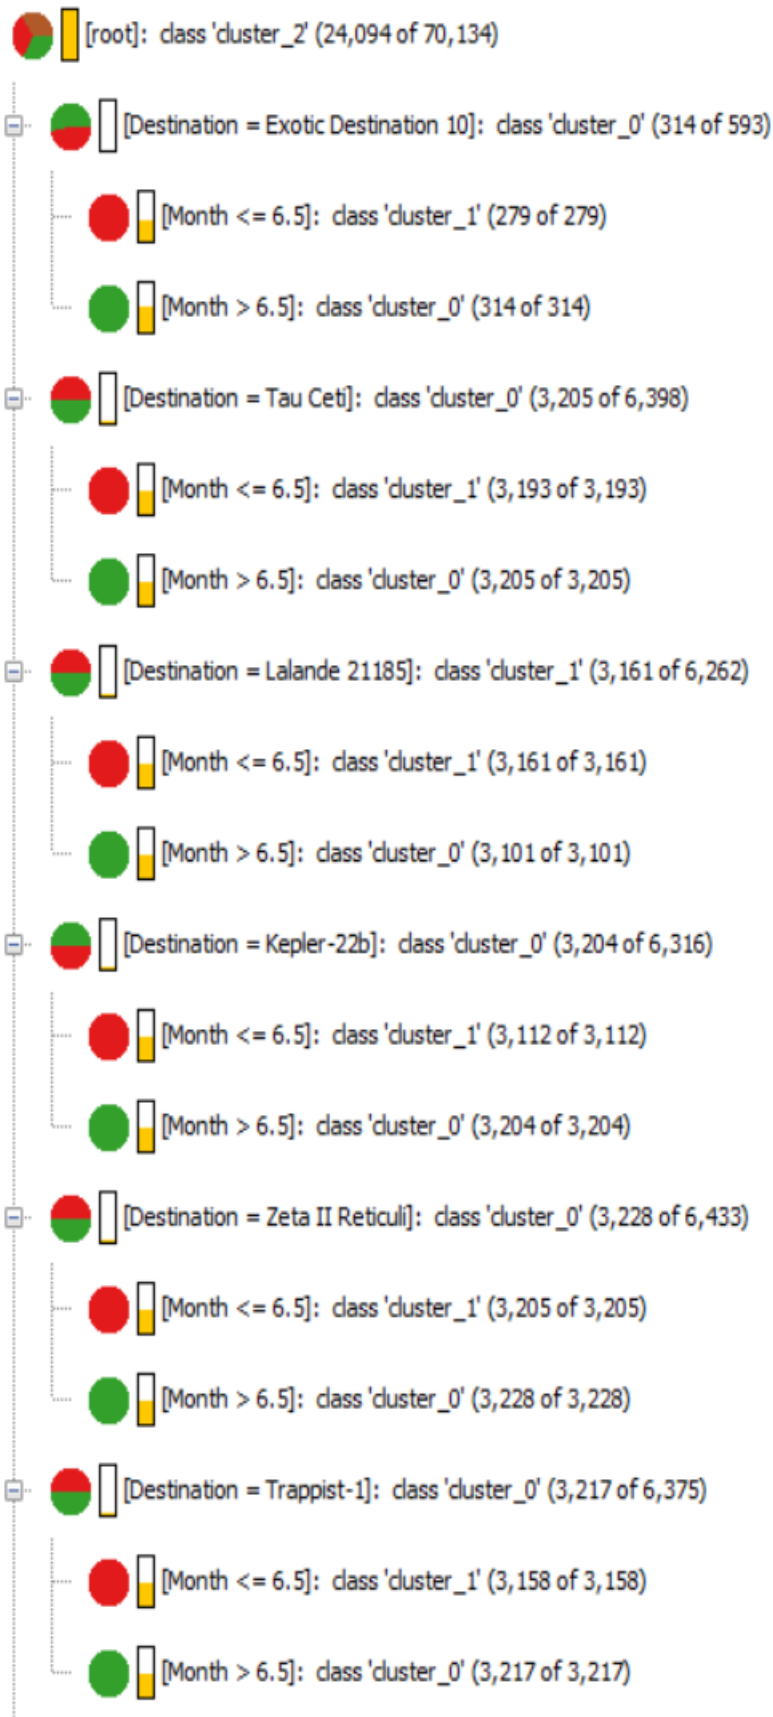 [root]: class 'cluster_2' (24,094 of 70,134)
[Destination = Exotic Destination 10]: class 'cluster_0' (314 of 593)
[Month <= 6.5]: class 'cluster_1' (279 of 279)
[Month > 6.5]: class 'cluster_0' (314 of 314)
[Destination = Tau Ceti]: class 'cluster_0' (3,205 of 6,398)
[Month <= 6.5]: class 'cluster_1' (3,193 of 3,193)
[Month > 6.5]: class 'cluster_0' (3,205 of 3,205)
[Destination = Lalande 21185]: class 'cluster_1' (3,161 of 6,262)
[Month <= 6.5]: class 'cluster_1' (3,161 of 3,161)
[Month > 6.5]: class 'cluster_0' (3,101 of 3,101)
[Destination = Kepler-22b]: class 'cluster_0' (3,204 of 6,316)
[Month <= 6.5]: class 'cluster_1' (3,112 of 3,112)
[Month > 6.5]: class 'cluster_0' (3,204 of 3,204)
[Destination = Zeta II Reticuli]: class 'cluster_0' (3,228 of 6,433)
[Month <= 6.5]: class 'cluster_1' (3,205 of 3,205)
[Month > 6.5]: class 'cluster_0' (3,228 of 3,228)
[Destination = Trappist-1]: class 'cluster_0' (3,217 of 6,375)
[Month <= 6.5]: class 'cluster_1' (3,158 of 3,158)
[Month > 6.5]: class 'cluster_0' (3,217 of 3,217)